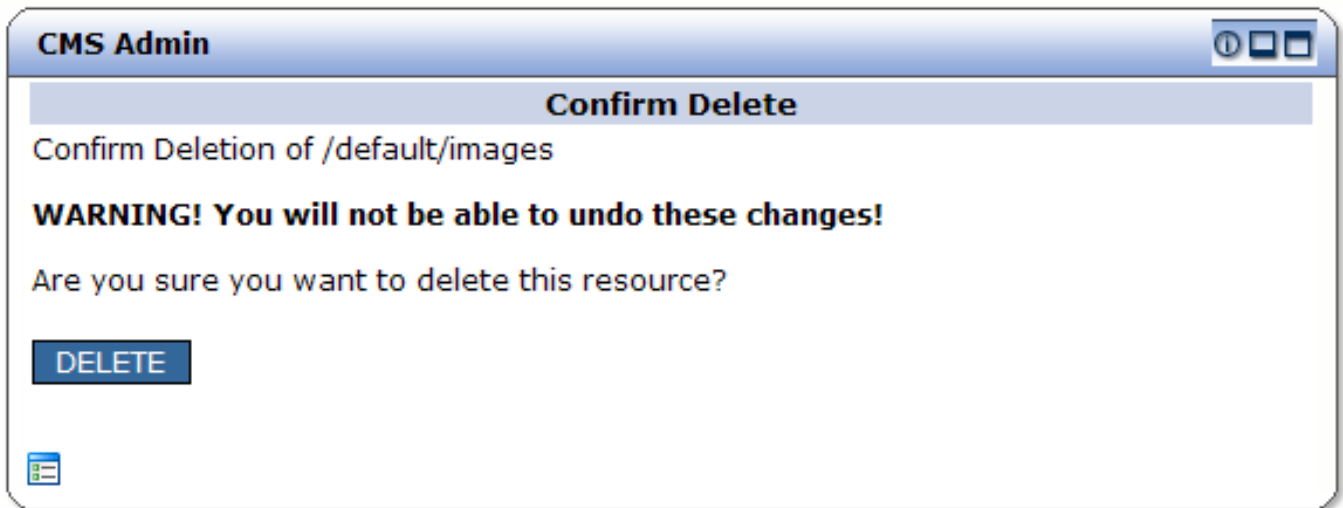 CMS Admin
Confirm Delete
Confirm Deletion of /default/images
WARNING! You will not be able to undo these changes!
Are you sure you want to delete this resource?
DELETE